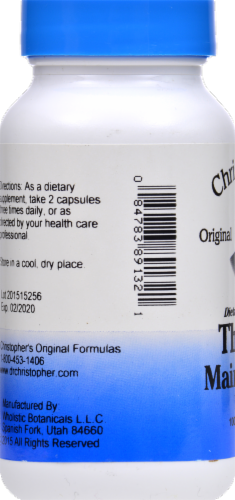 Directions: As a dietary
supplement, take 2 capsules
three times daily, or as
directed by your health care
professional.
Store in a cool, dry place.
Lot 201515256
Exp. 02/2020
Christopher's Original Formulas
1-800-453-1406
www.drchristopher.com
Manufactured By
Wholistic Botanicals L.L.C
Spanish Fork, Utah 84660
2015 All Rights Reserved
0 84783 89132 1
Chri
Original
Diet
Th
Main